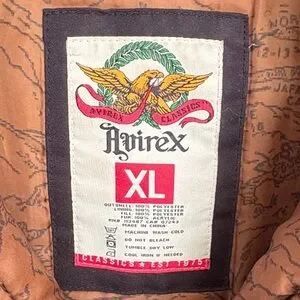 AVIREX CLASSICS
Avirex
XL
OUTSHELL: 100% POLYESTER
LINING: 100% POLYESTER
FILL: 100% POLYESTER
FUR: 100% ACRYLIC
MADE IN CHINA
MACHINE WASH COLD
DO NOT BLEACH
TUMBLE DRY LOW
COOL IRON IF NEEDED
CLASSICS ★ EST 1975